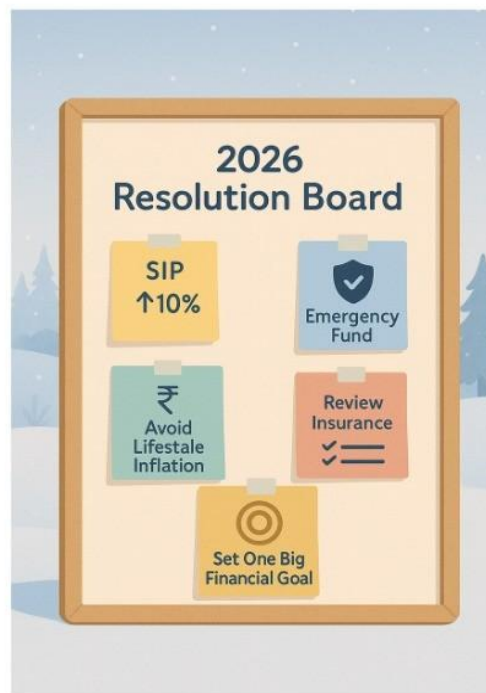 2026
Resolution Board
SIP
↑10%
Emergency
Fund
₹
Avoid
Lifestale
Inflation
Review
Insurance
Set One Big
Financial Goal